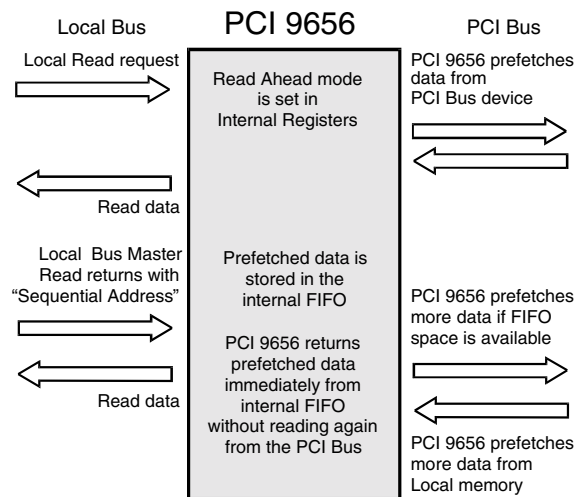 Local Bus
PCI 9656
PCI Bus
Local Read request
Read Ahead mode
is set in
Internal Registers
PCI 9656 prefetches
data from
PCI Bus device
Read data
Local Bus Master
Read returns with
“Sequential Address”
Prefetched data is
stored in the
internal FIFO
PCI 9656 prefetches
more data if FIFO
space is available
PCI 9656 returns
prefetched data
immediately from
internal FIFO
without reading again
from the PCI Bus
Read data
PCI 9656 prefetches
more data from
Local memory